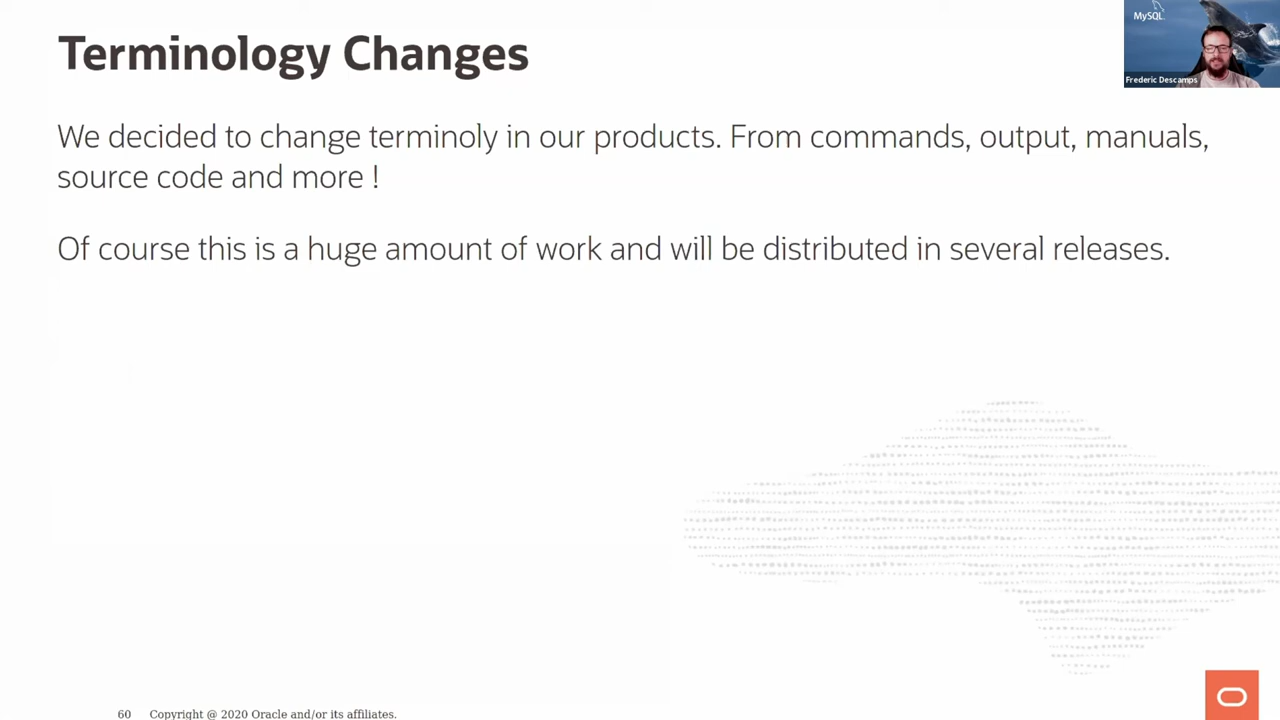 Terminology Changes
MySQL
Frederic Descamps
We decided to change terminoly in our products. From commands, output, manuals,
source code and more !
Of course this is a huge amount of work and will be distributed in several releases.
60 Copyright @ 2020 Oracle and/or its affiliates.